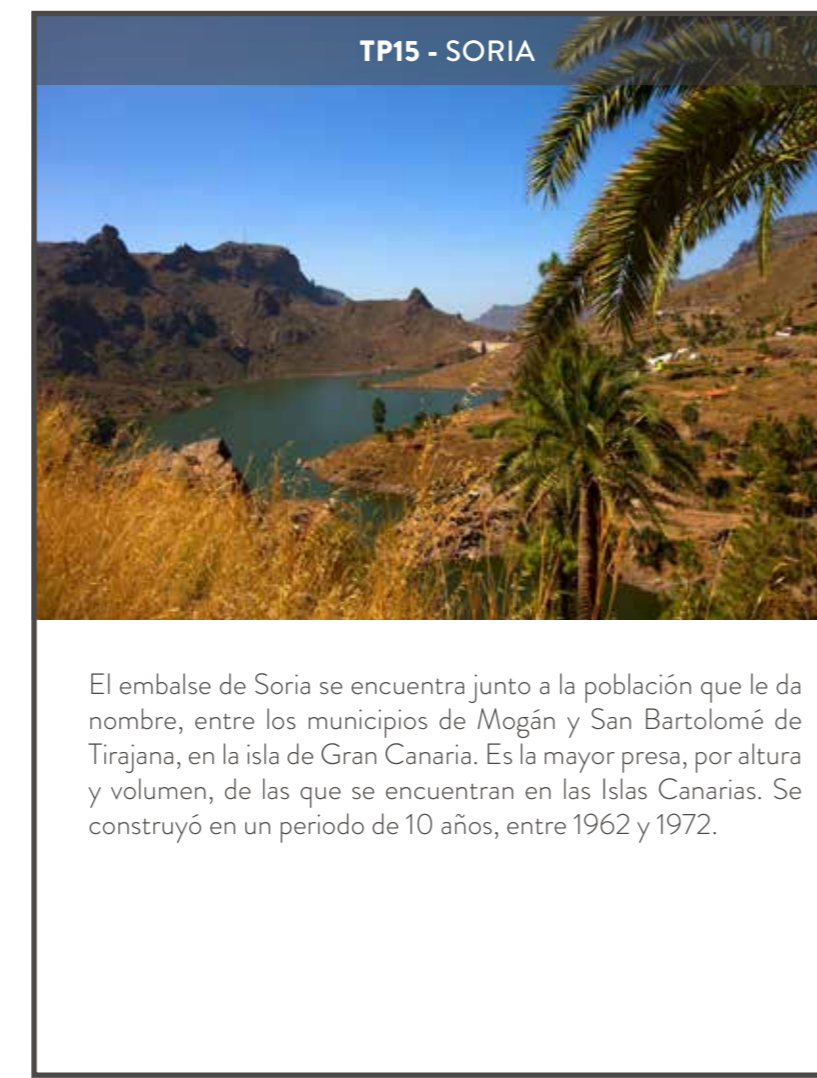 TP15 - SORIA
El embalse de Soria se encuentra junto a la población que le da
nombre, entre los municipios de Mogán y San Bartolomé de
Tirajana, en la isla de Gran Canaria. Es la mayor presa, por altura
y volumen, de las que se encuentran en las Islas Canarias. Se
construyó en un periodo de 10 años, entre 1962 y 1972.